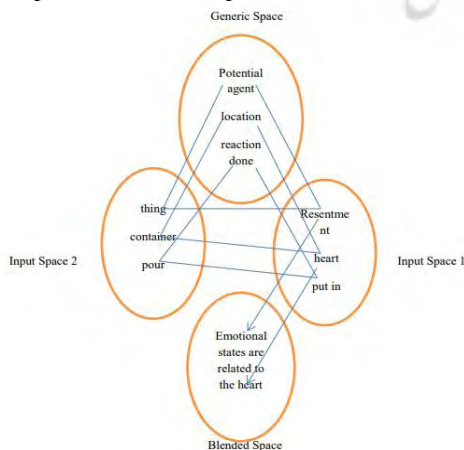 Generic Space
Potential
agent
location
reaction
done
thing
container
pour
Input Space 2
Resentme
nt
heart
put in
Input Space 1
Emotional
states are
related to
the heart
Blended Space